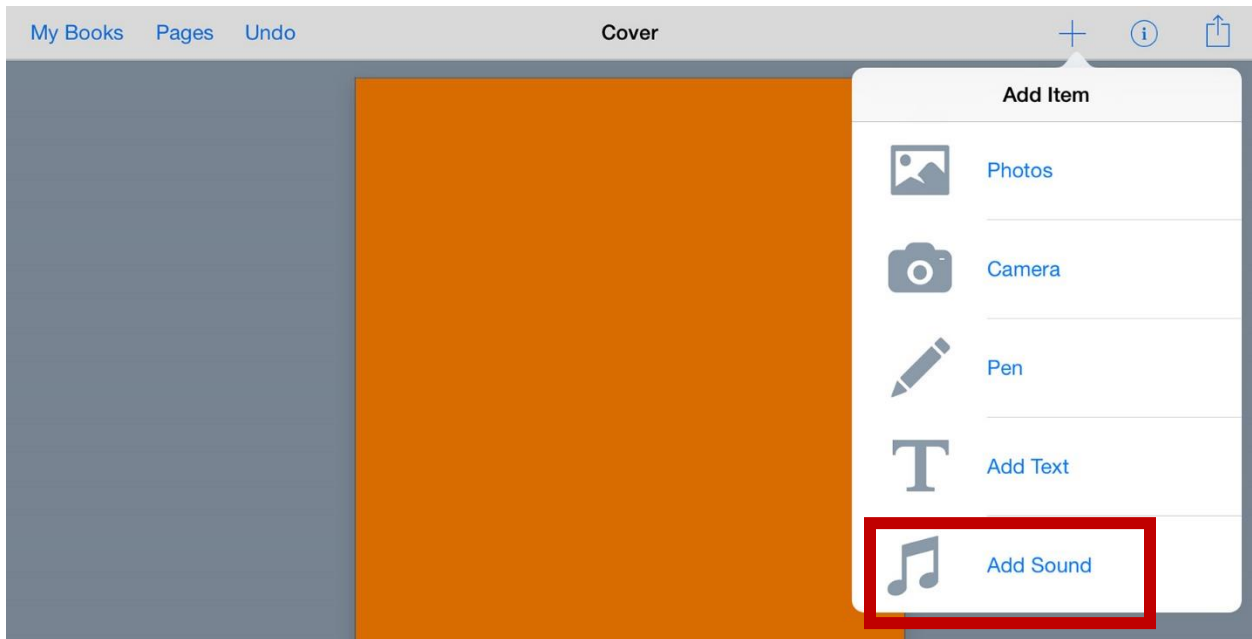 My Books Pages Undo Cover
Add Item
Photos
Camera
Pen
Add Text
Add Sound